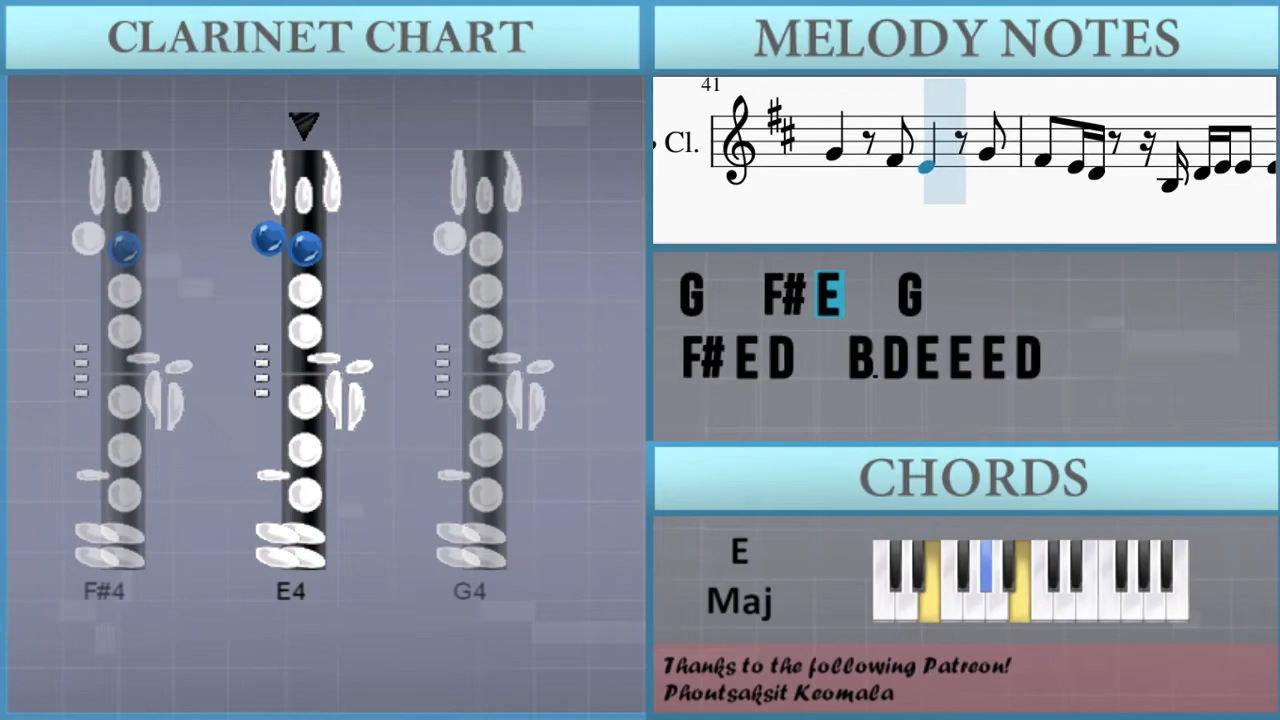 CLARINET CHART
F#4 E4 G4
MELODY NOTES
41
Cl.
G F# E G
F# E D B. D E E E D
CHORDS
E
Maj
Thanks to the following Patreon!
Phoutsaksit Keomala